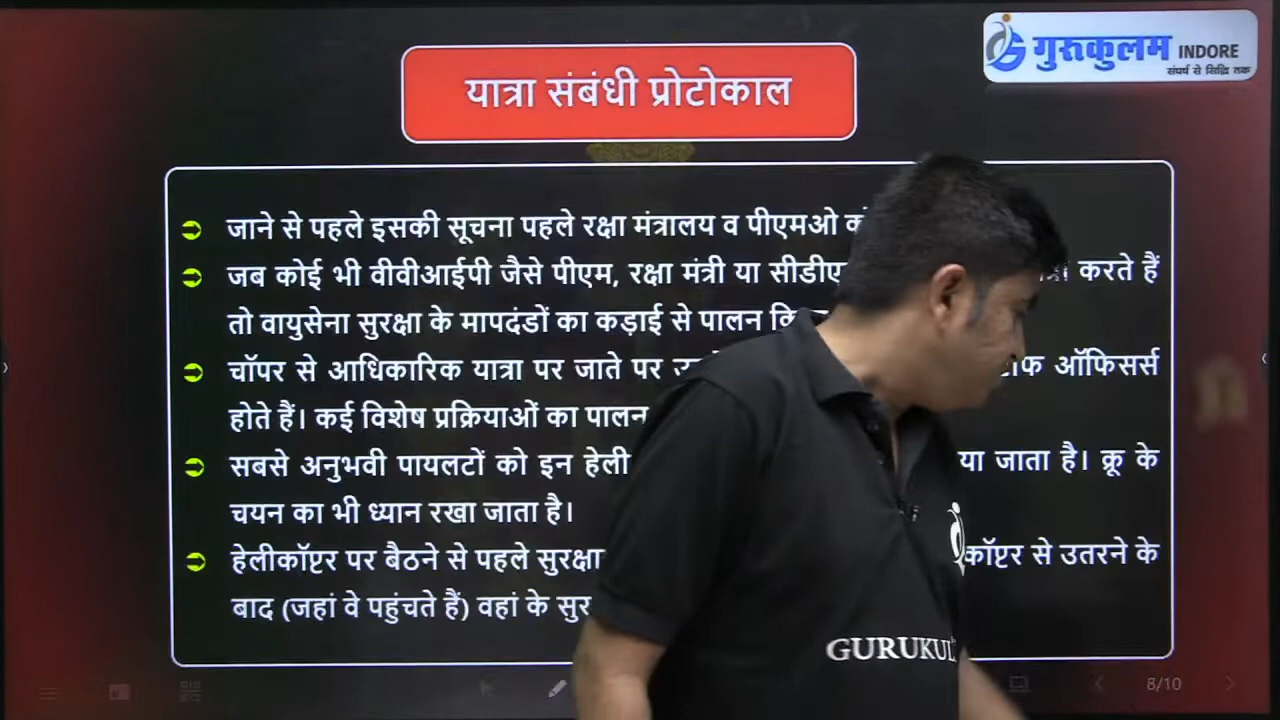 गुरुकुलम INDORE
संघर्ष से सिद्धि तक
यात्रा संबंधी प्रोटोकाल
जाने से पहले इसकी सूचना पहले रक्षा मंत्रालय व पीएमओ
जब कोई भी वीवीआईपी जैसे पीएम, रक्षा मंत्री या करते हैं
तो वायुसेना सुरक्षा के मापदंडों का कड़ाई से पालन
चॉपर से आधिकारिक यात्रा पर जाते पर ऑफिसर्स
होते हैं। कई विशेष प्रक्रियाओं का पालन
सबसे अनुभवी पायलटों को इन जाता है। क्रू के
चयन का भी ध्यान रखा जाता है।
हेलीकॉप्टर पर बैठने से पहले सुरक्षा से उतरने के
बाद (जहां वे पहुंचते हैं) वहां के
GURUKUL
8/10